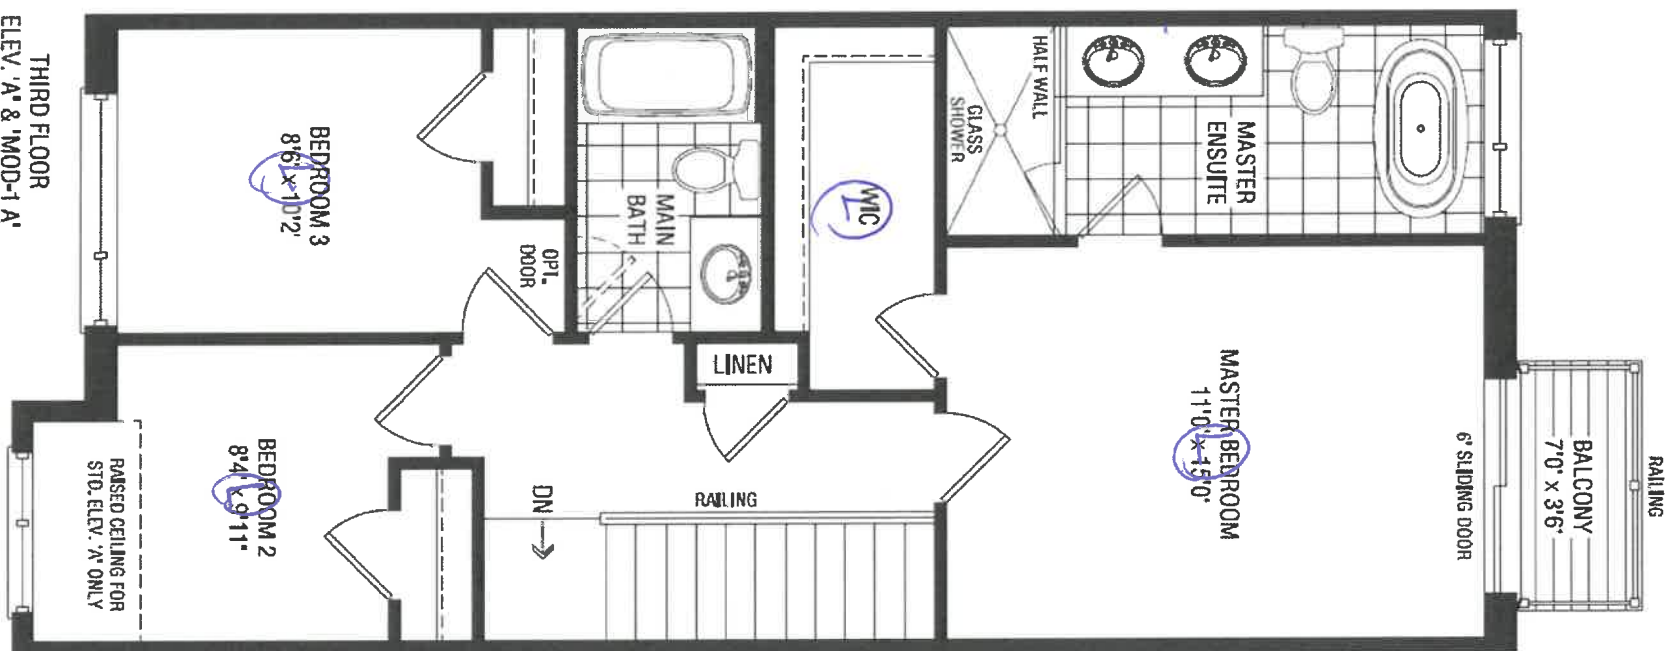 RAILING
BALCONY
7'0" x 3'6"
6' SLIDING DOOR
MASTER BEDROOM
11'0" x 15'0"
MASTER
ENSUITE
HALF WALL
GLASS
SHOWER
WIC
LINEN
RAILING
DN
MAIN
BATH
OPT.
DOOR
BEDROOM 3
8'6" x 10'2"
BEDROOM 2
8'4" x 9'11"
RAISED CEILING FOR
STD. ELEV. 'A' ONLY
THIRD FLOOR
ELEV. 'A' & 'MOD-1 A'